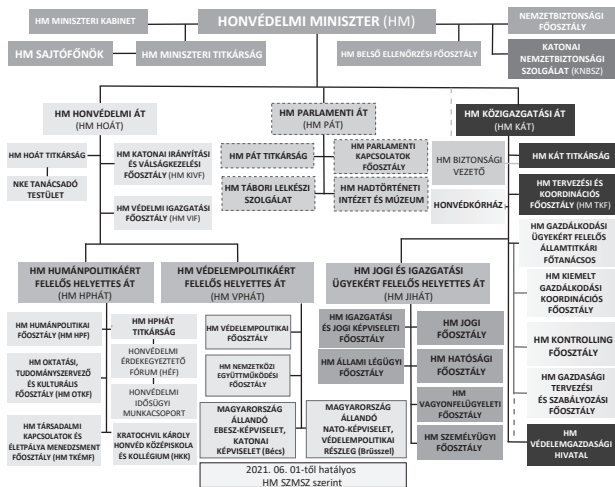 HM MINISZTERI KABINET
HONVÉDELMI MINISZTER (HM)
NEMZETBIZTONSÁGI
FŐOSZTÁLY
HM SAJTÓFŐNÖK
HM MINISZTERI TITKÁRSÁG
HM BELSŐ ELLENŐRZÉSI FŐOSZTÁLY
KATONAI
NEMZETBIZTONSÁGI
SZOLGÁLAT (KNBSZ)
HM HONVÉDELMI ÁT
(HM HOÁT)
HM PARLAMENTI ÁT
(HM PÁT)
HM KÖZIGAZGATÁSI ÁT
(HM KÁT)
HM HOÁT TITKÁRSÁG
NKE TANÁCSADÓ
TESTÜLET
HM KATONAI IRÁNYÍTÁSI
ÉS VÁLSÁGKEZELÉSI
FŐOSZTÁLY (HM KIVF)
HM VÉDELMI IGAZGATÁSI
FŐOSZTÁLY (HM VIF)
HM PÁT TITKÁRSÁG
HM PARLAMENTI
KAPCSOLATOK
FŐOSZTÁLY
HM TÁBORI LELKÉSZI
SZOLGÁLAT
HM HADTÖRTÉNETI
INTÉZET ÉS MÚZEUM
HM BIZTONSÁGI
VEZETŐ
HONVÉDKÓRHÁZ
HM KÁT TITKÁRSÁG
HM TERVEZÉSI ÉS
KOORDINÁCIÓS
FŐOSZTÁLY (HM TKF)
HM GAZDÁLKODÁSI
ÜGYEKÉRT FELELŐS
ÁLLAMTITKÁRI
FŐTANÁCSOS
HM KIEMELT
GAZDÁLKODÁSI
KOORDINÁCIÓS
FŐOSZTÁLY
HM KONTROLLING
FŐOSZTÁLY
HM GAZDASÁGI
TERVEZÉSI
ÉS SZABÁLYOZÁSI
FŐOSZTÁLY
HM
VÉDELEMGAZDASÁGI
HIVATAL
HM HUMÁNPOLITIKÁÉRT
FELELŐS HELYETTES ÁT
(HM HPHÁT)
HM VÉDELEMPOLITIKÁÉRT
FELELŐS HELYETTES ÁT
(HM VPHÁT)
HM JOGI ÉS IGAZGATÁSI
ÜGYEKÉRT FELELŐS HELYETTES ÁT
(HM JIHÁT)
HM HUMÁNPOLITIKAI
FŐOSZTÁLY (HM HPF)
HM OKTATÁSI,
TUDOMÁNYSZERVEZŐ
ÉS KULTURÁLIS
FŐOSZTÁLY (HM OTKF)
HM TÁRSADALMI
KAPCSOLATOK ÉS
ÉLETPÁLYA MENEDZSMENT
FŐOSZTÁLY (HM TKÉMF)
HM HPHÁT
TITKÁRSÁG
HONVÉDELMI
ÉRDEKEGYEZTETŐ
FÓRUM (HÉF)
HONVÉDELMI
IDŐSÜGYI
MUNKACSOPORT
KRATOCHVIL KÁROLY
HONVÉD KÖZÉPISKOLA
ÉS KOLLÉGIUM (HKK)
HM VÉDELEMPOLITIKAI
FŐOSZTÁLY
HM NEMZETKÖZI
EGYÜTTMŰKÖDÉSI
FŐOSZTÁLY
MAGYARORSZÁG
ÁLLANDÓ
EBESZ-KÉPVISELET,
KATONAI
KÉPVISELET (Bécs)
MAGYARORSZÁG
ÁLLANDÓ
NATO-KÉPVISELET,
VÉDELEMPOLITIKAI
RÉSZLEG (Brüsszel)
HM IGAZGATÁSI
ÉS JOGI KÉPVISELETI
FŐOSZTÁLY
HM ÁLLAMI LÉGÜGYI
FŐOSZTÁLY
HM JOGI
FŐOSZTÁLY
HM HATÓSÁGI
FŐOSZTÁLY
HM
VAGYONFELÜGYELETI
FŐOSZTÁLY
HM SZEMÉLYÜGYI
FŐOSZTÁLY
2021. 06. 01-től hatályos
HM SZMSZ szerint